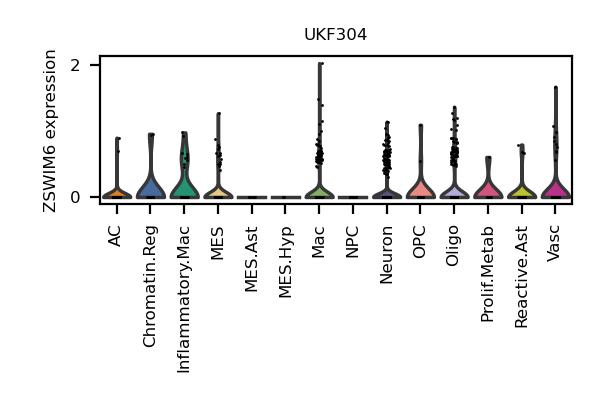 UKF304
ZSWIM6 expression
2
0
AC
Chromatin.Reg
Inflammatory.Mac
MES
MES.Ast
MES.Hyp
Mac
NPC
Neuron
OPC
Oligo
Prolif.Metab
Reactive.Ast
Vasc